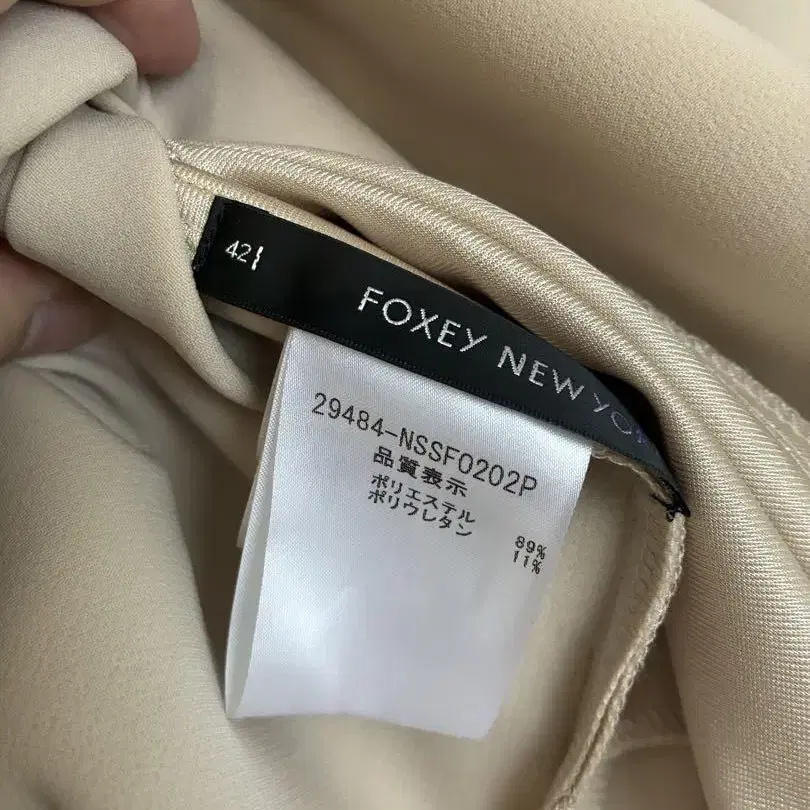 42
FOXEY NEW YO
29484-NSSF0202P
品質表示
ポリエステル 89%
ポリウレタン 11%